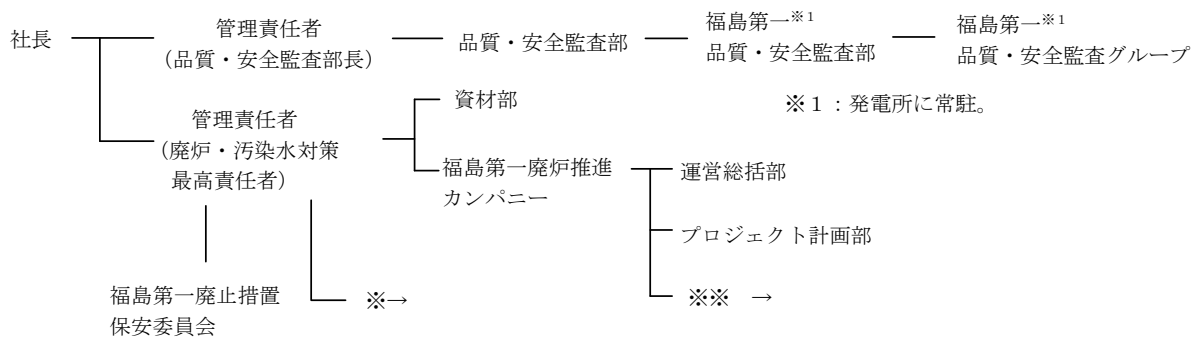 社長
管理責任者
（品質・安全監査部長）
品質・安全監査部
福島第一※1
品質・安全監査部
福島第一※1
品質・安全監査グループ
※1：発電所に常駐。
管理責任者
（廃炉・汚染水対策
最高責任者）
資材部
福島第一廃炉推進
カンパニー
運営総括部
プロジェクト計画部
※※　→
※→
福島第一廃止措置
保安委員会